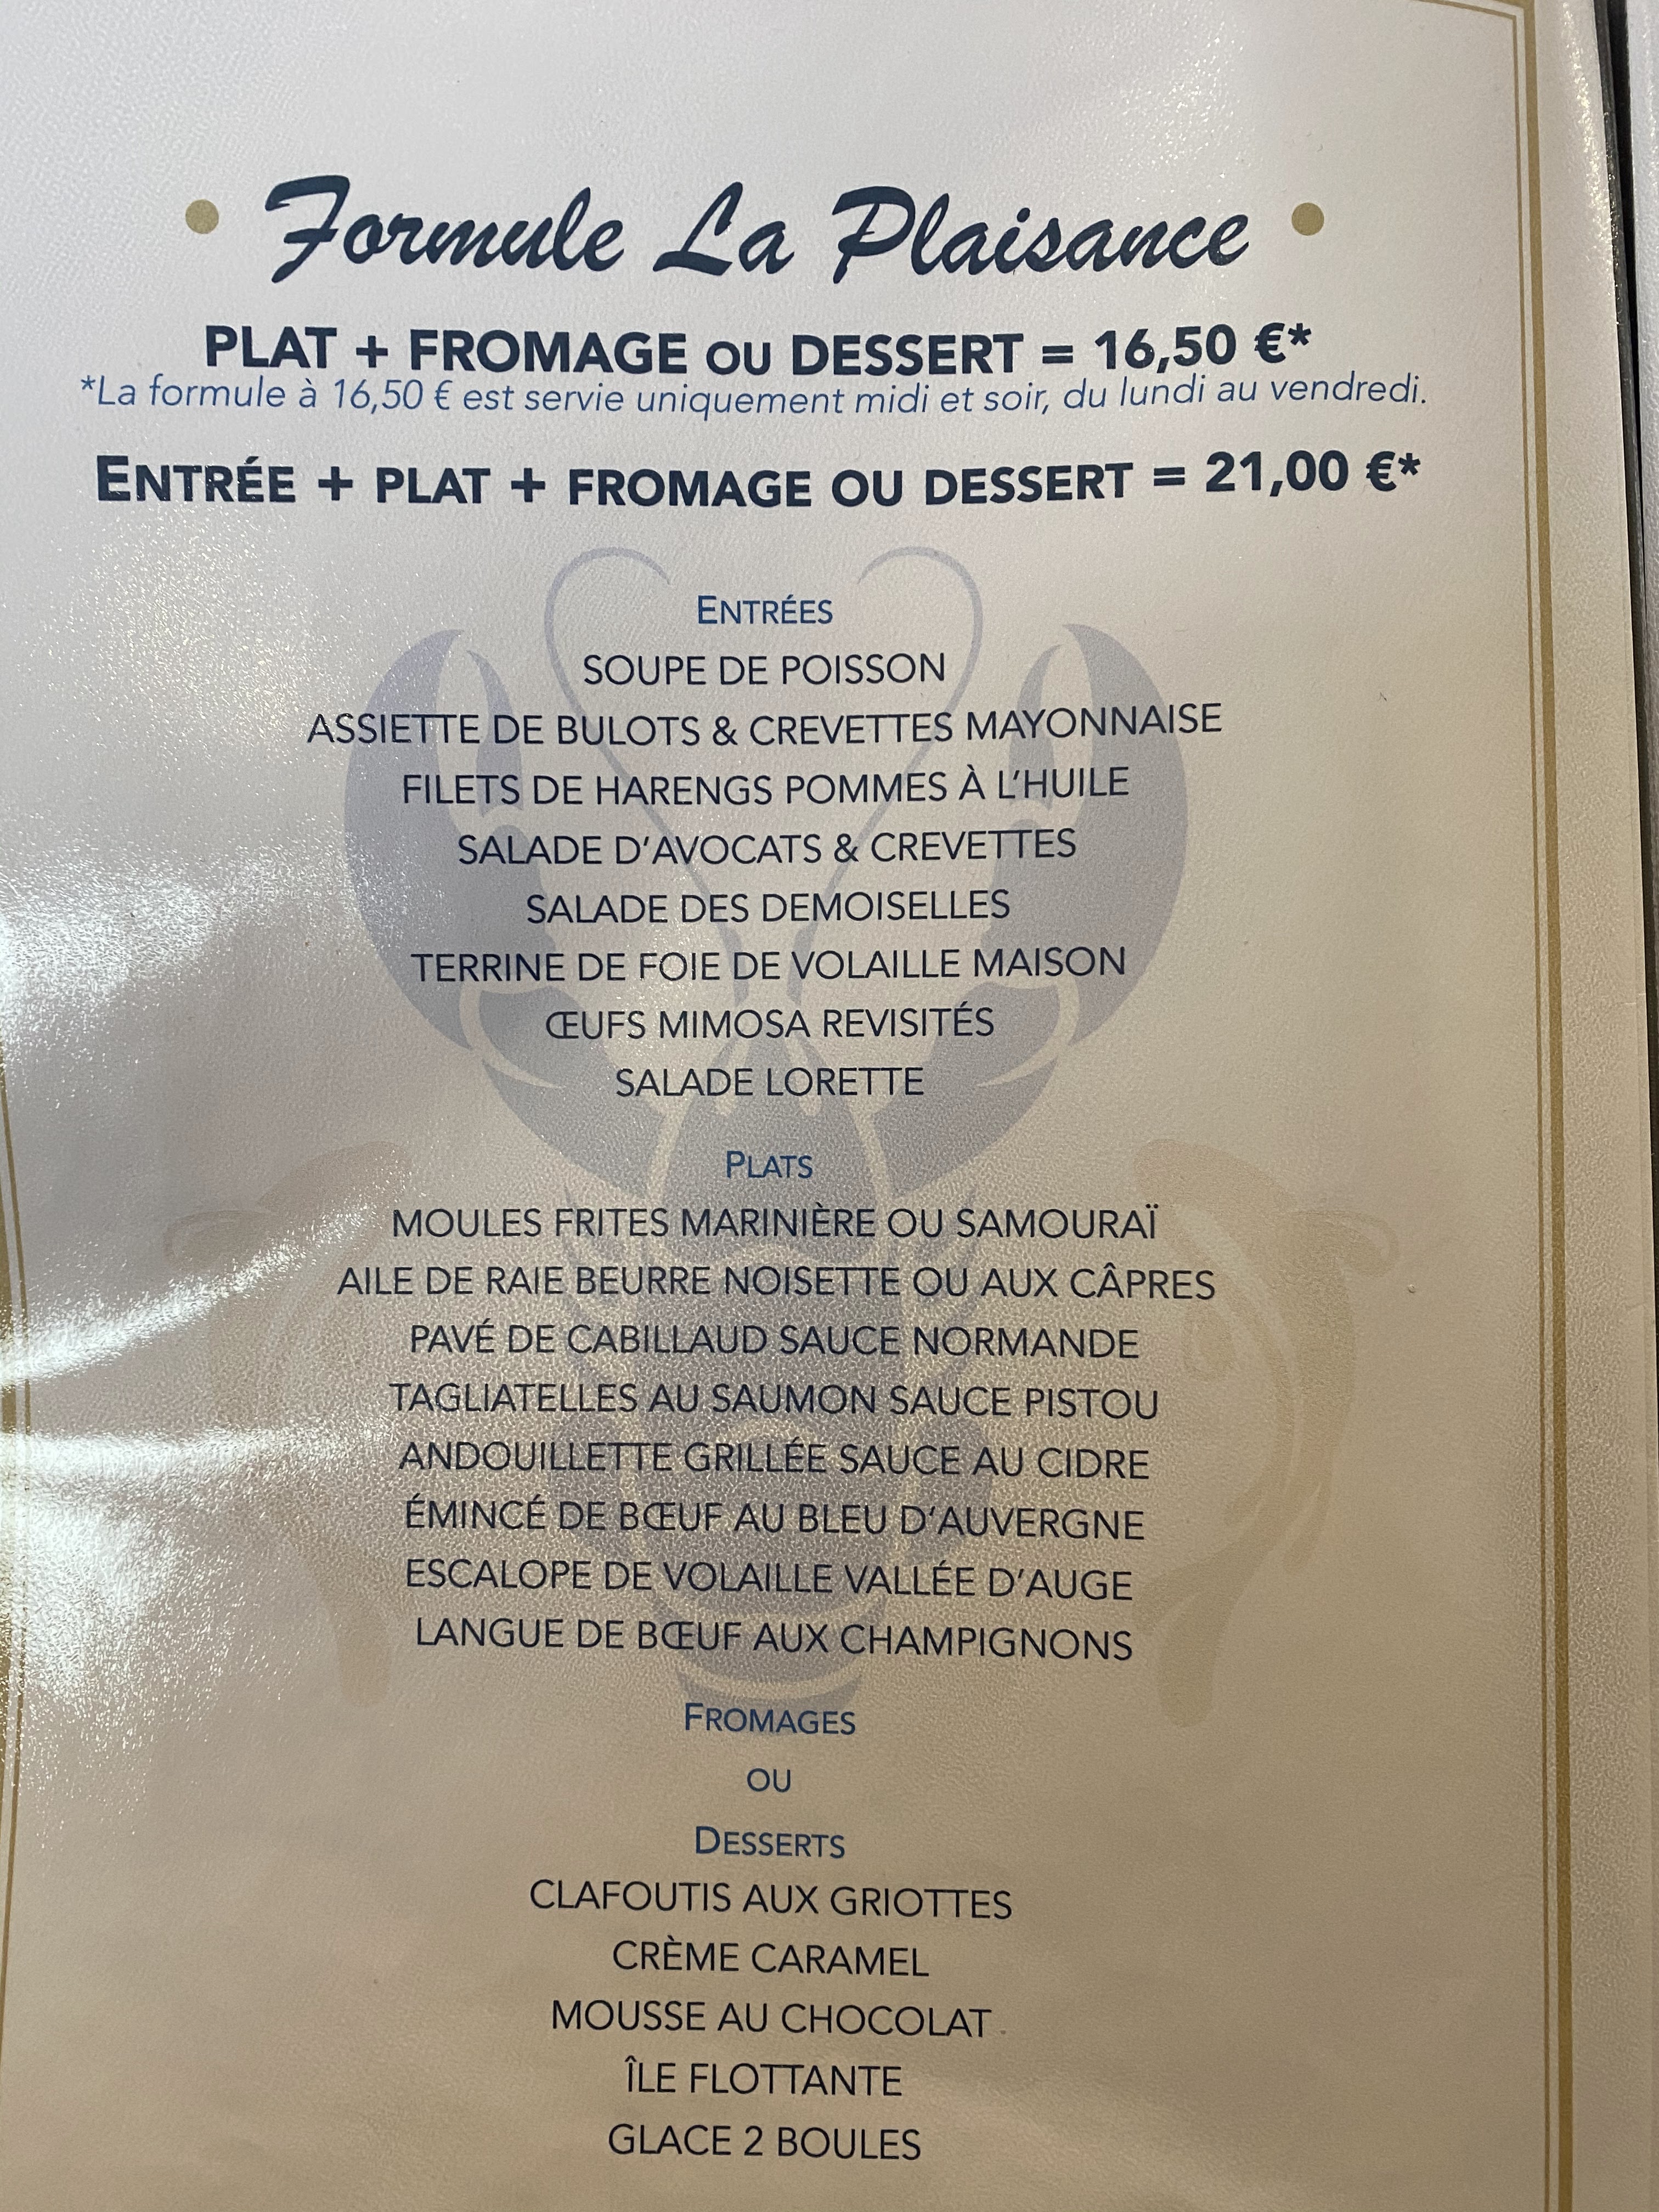 • Formule La Plaisance •
PLAT + FROMAGE OU DESSERT = 16,50 €*
*La formule à 16,50 € est servie uniquement midi et soir, du lundi au vendredi.
ENTRÉE + PLAT + FROMAGE OU DESSERT = 21,00 €*
ENTRÉES
SOUPE DE POISSON
ASSIETTE DE BULOTS & CREVETTES MAYONNAISE
FILETS DE HARENGS POMMES À L'HUILE
SALADE D'AVOCATS & CREVETTES
SALADE DES DEMOISELLES
TERRINE DE FOIE DE VOLAILLE MAISON
ŒUFS MIMOSA REVISITÉS
SALADE LORETTE
PLATS
MOULES FRITES MARINIÈRE OU SAMOURAÏ
AILE DE RAIE BEURRE NOISETTE OU AUX CÂPRES
PAVÉ DE CABILLAUD SAUCE NORMANDE
TAGLIATELLES AU SAUMON SAUCE PISTOU
ANDOUILLETTE GRILLÉE SAUCE AU CIDRE
ÉMINCÉ DE BŒUF AU BLEU D'AUVERGNE
ESCALOPE DE VOLAILLE VALLÉE D'AUGE
LANGUE DE BŒUF AUX CHAMPIGNONS
FROMAGES
OU
DESSERTS
CLAFOUTIS AUX GRIOTTES
CRÈME CARAMEL
MOUSSE AU CHOCOLAT
ÎLE FLOTTANTE
GLACE 2 BOULES